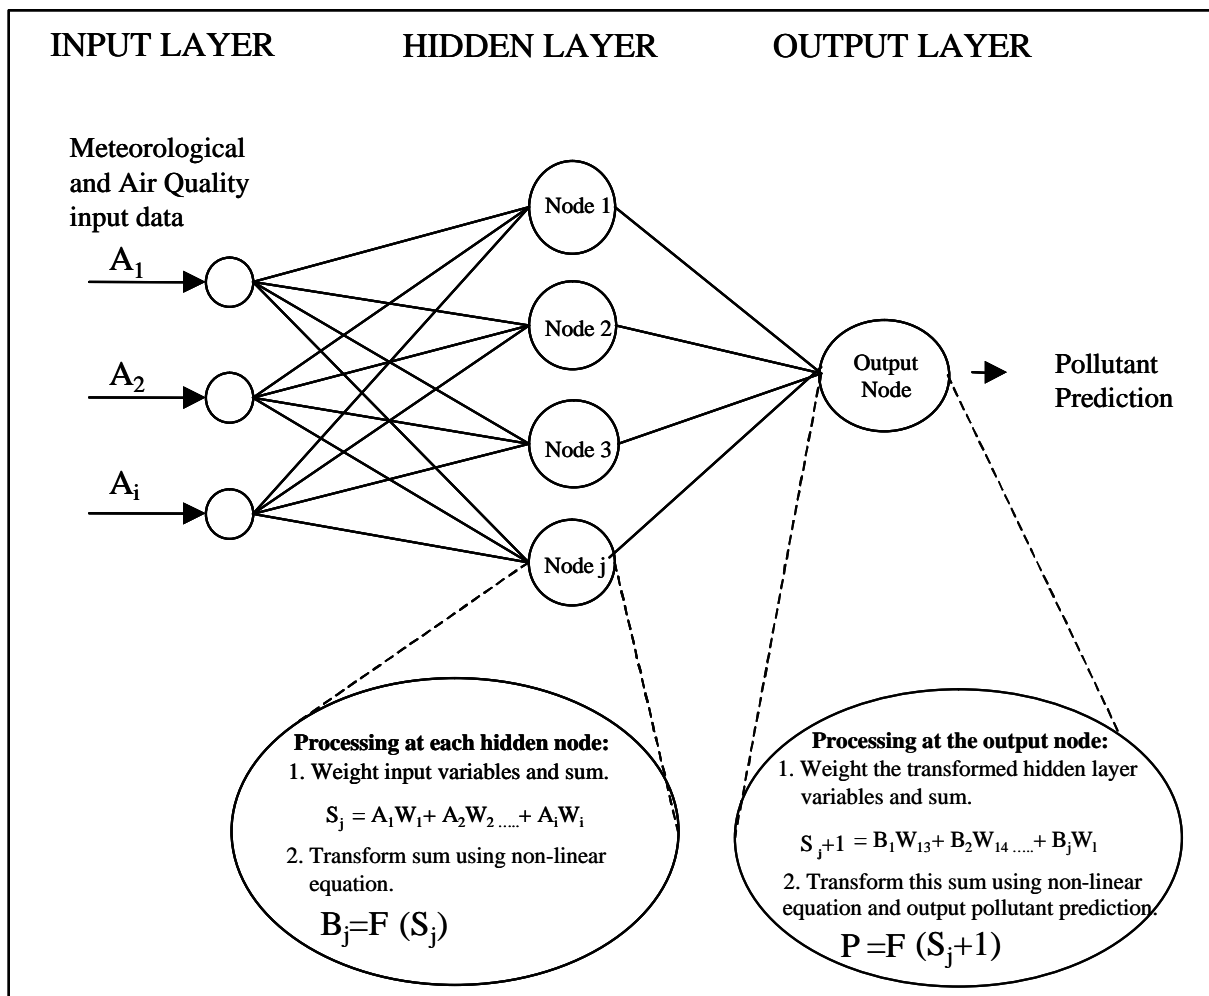 INPUT LAYER
HIDDEN LAYER
OUTPUT LAYER
Meteorological
and Air Quality
input data
A1
A2
Ai
Node 1
Node 2
Node 3
Node j
Output
Node
Pollutant
Prediction
Processing at each hidden node:
1. Weight input variables and sum.
Sj = A1W1+ A2W2 .....+ AiWi
2. Transform sum using non-linear
equation.
Bj=F (Sj)
Processing at the output node:
1. Weight the transformed hidden layer
variables and sum.
S j+1 = B1W13+ B2W14 .....+ BjWl
2. Transform this sum using non-linear
equation and output pollutant prediction.
P =F (Sj+1)